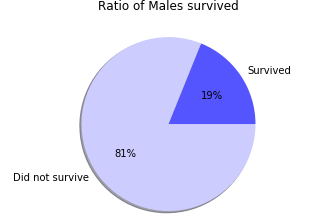 Ratio of Males survived
Survived
19%
81%
Did not survive